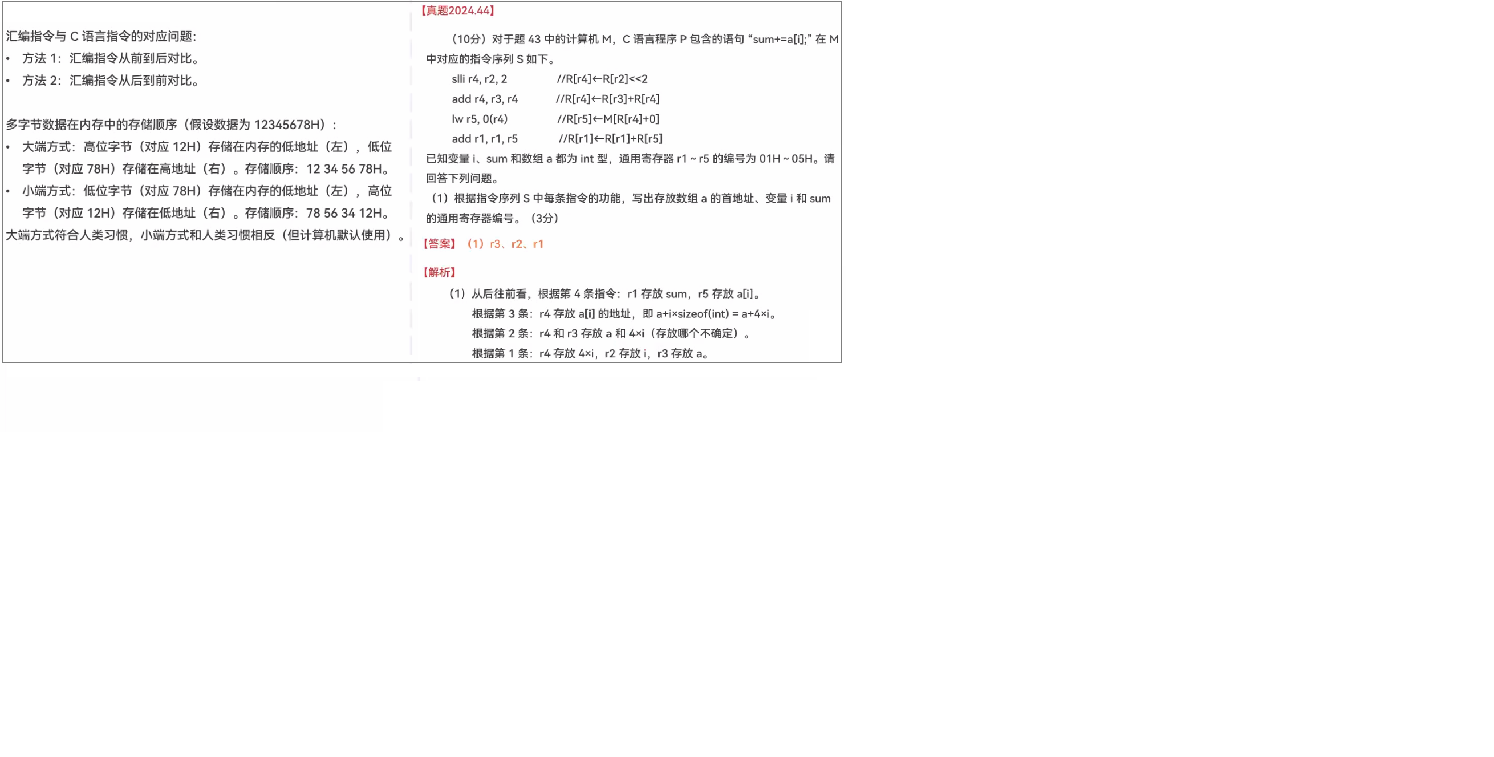 汇编指令与 C 语言指令的对应问题：
• 方法 1：汇编指令从前到后对比。
• 方法 2：汇编指令从后到前对比。
多字节数据在内存中的存储顺序（假设数据为 12345678H）：
• 大端方式：高位字节（对应 12H）存储在内存的低地址（左），低位
字节（对应 78H）存储在高地址（右）。存储顺序：12 34 56 78H。
• 小端方式：低位字节（对应 78H）存储在内存的低地址（左），高位
字节（对应 12H）存储在低地址（右）。存储顺序：78 56 34 12H。
大端方式符合人类习惯，小端方式和人类习惯相反（但计算机默认使用）。
【真题2024.44】
（10分）对于题 43 中的计算机 M，C 语言程序 P 包含的语句 “sum+=a[i];” 在 M
中对应的指令序列 S 如下。
slli r4, r2, 2 //R[r4]←R[r2]<<2
add r4, r3, r4 //R[r4]←R[r3]+R[r4]
lw r5, 0(r4) //R[r5]←M[R[r4]+0]
add r1, r1, r5 //R[r1]←R[r1]+R[r5]
已知变量 i、sum 和数组 a 都为 int 型，通用寄存器 r1 ~ r5 的编号为 01H ~ 05H。请
回答下列问题。
（1）根据指令序列 S 中每条指令的功能，写出存放数组 a 的首地址、变量 i 和 sum
的通用寄存器编号。（3分）
【答案】（1）r3、r2、r1
【解析】
（1）从后往前看，根据第 4 条指令：r1 存放 sum，r5 存放 a[i]。
根据第 3 条：r4 存放 a[i] 的地址，即 a+i×sizeof(int) = a+4×i。
根据第 2 条：r4 和 r3 存放 a 和 4×i（存放哪个不确定）。
根据第 1 条：r4 存放 4×i，r2 存放 i，r3 存放 a。